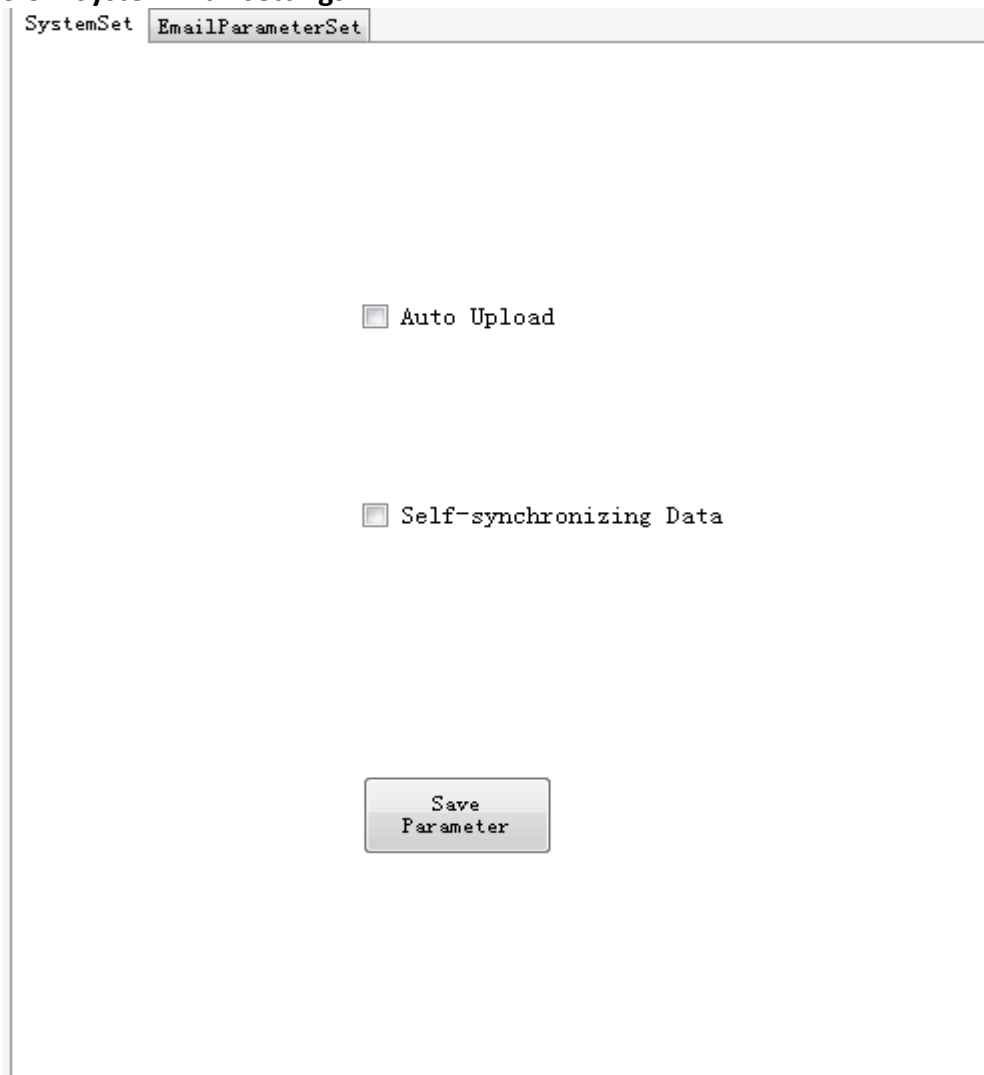 SystemSet EmailParameterSet
Auto Upload
Self-synchronizing Data
Save
Parameter